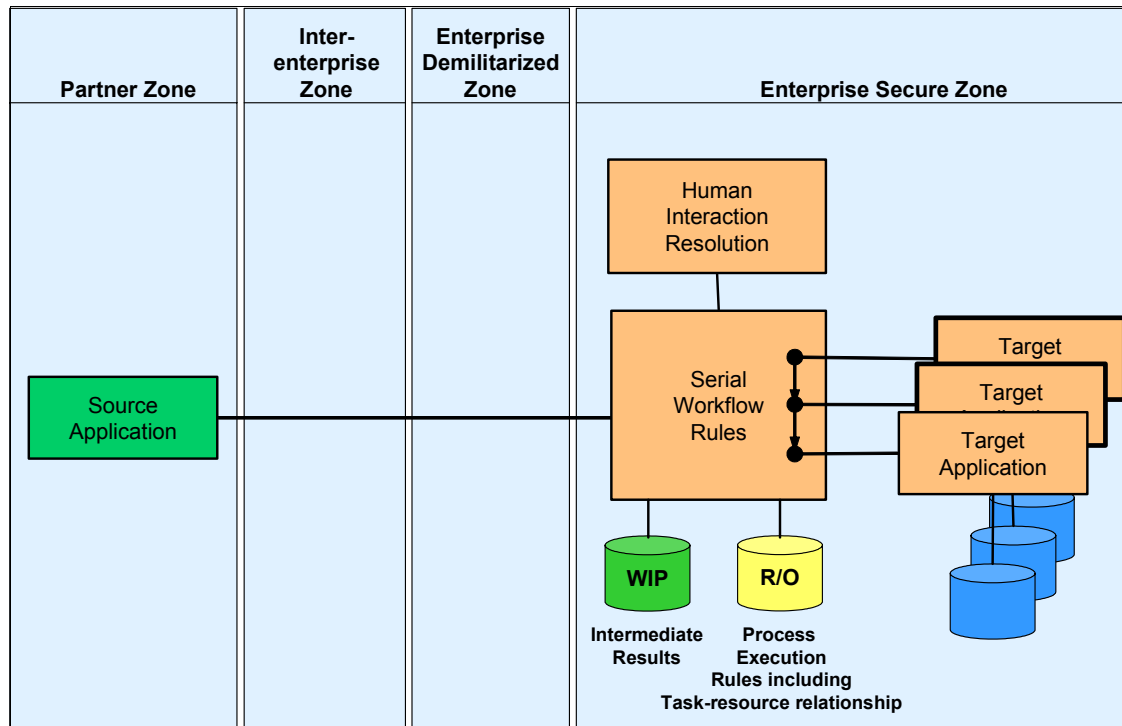 Partner Zone
Inter-
enterprise
Zone
Enterprise
Demilitarized
Zone
Enterprise Secure Zone
Human
Interaction
Resolution
Source
Application
Serial
Workflow
Rules
Target
Target
Target
Application
WIP
R/O
Intermediate
Results
Process
Execution
Rules including
Task-resource relationship